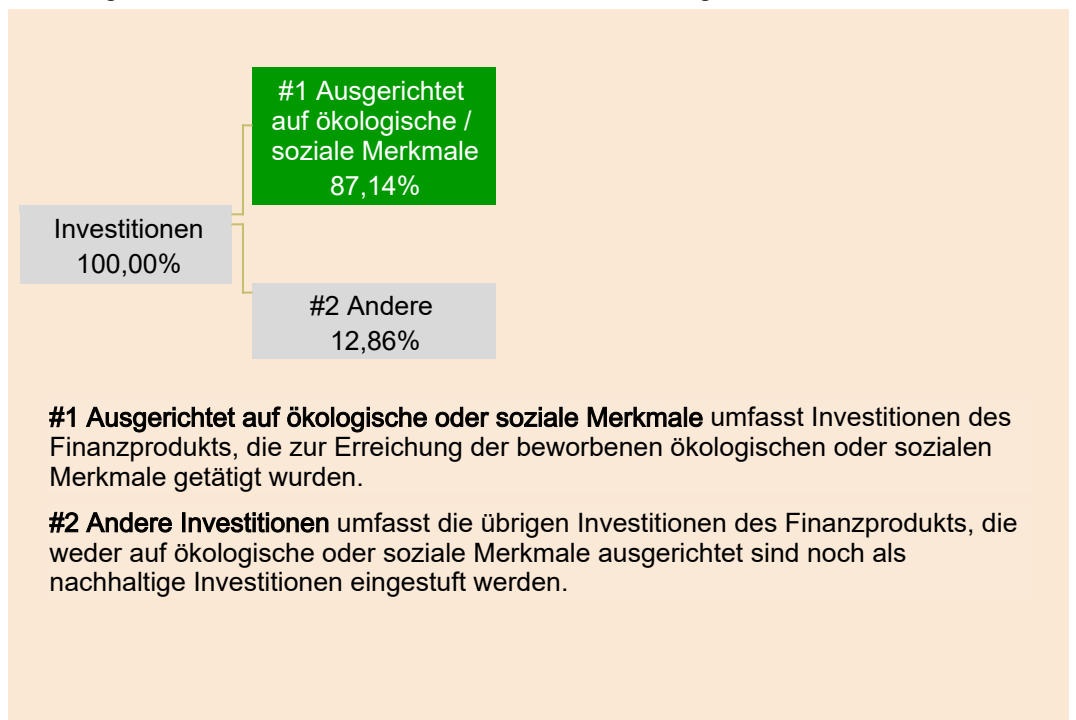 #1 Ausgerichtet
auf ökologische /
soziale Merkmale
87,14%
Investitionen
100,00%
#2 Andere
12,86%
#1 Ausgerichtet auf ökologische oder soziale Merkmale umfasst Investitionen des
Finanzprodukts, die zur Erreichung der beworbenen ökologischen oder sozialen
Merkmale getätigt wurden.
#2 Andere Investitionen umfasst die übrigen Investitionen des Finanzprodukts, die
weder auf ökologische oder soziale Merkmale ausgerichtet sind noch als
nachhaltige Investitionen eingestuft werden.